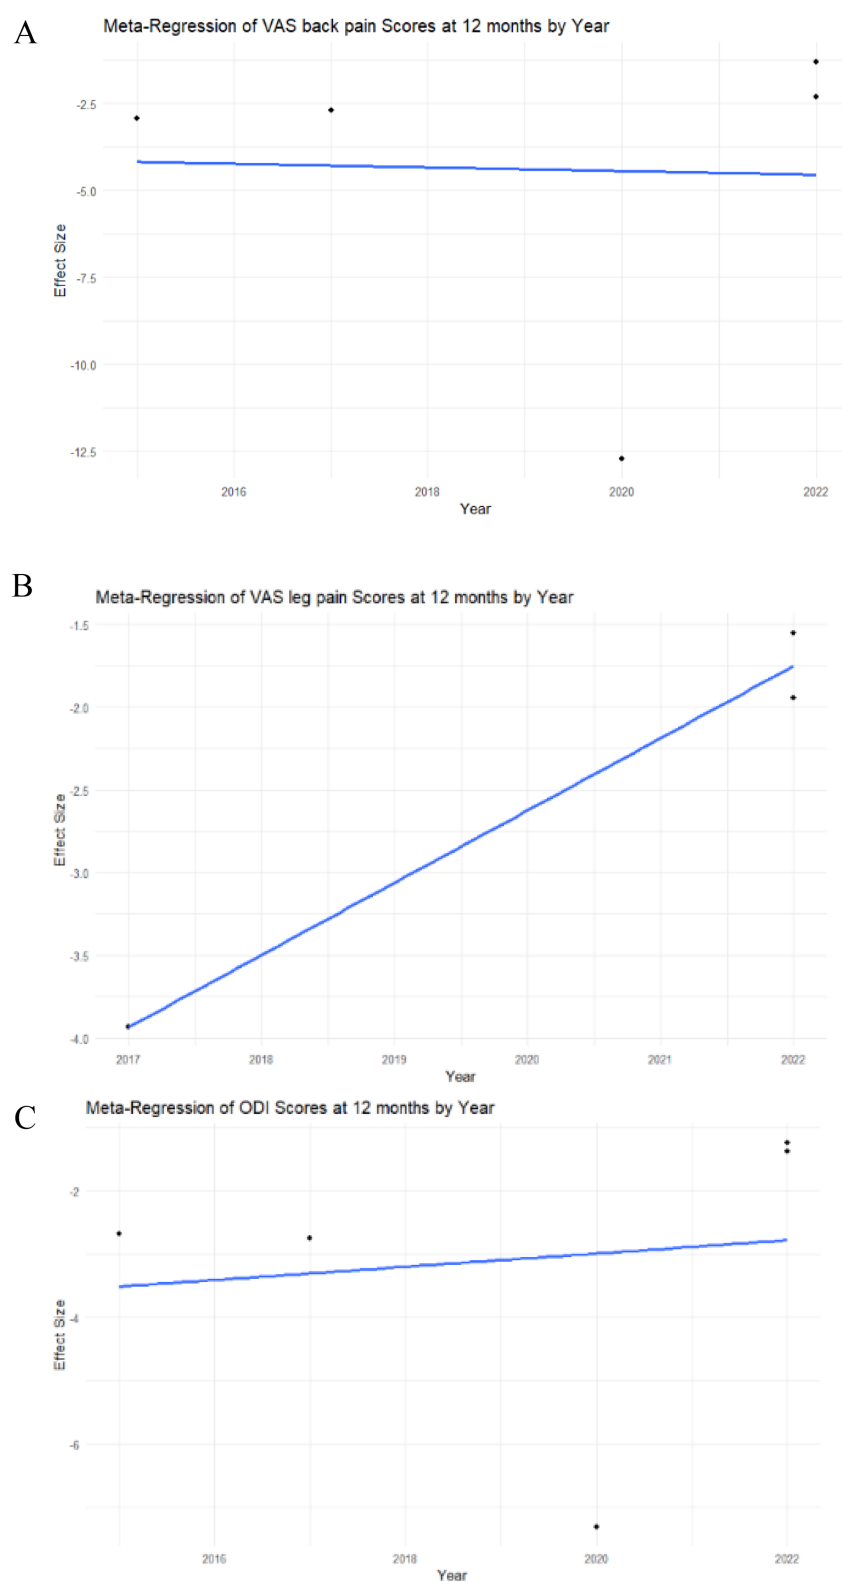 A
Meta-Regression of VAS back pain Scores at 12 months by Year
-2.5
-5.0
-7.5
-10.0
-12.5
Effect Size
2016 2018 2020 2022
Year
B
Meta-Regression of VAS leg pain Scores at 12 months by Year
-1.5
-2.0
-2.5
-3.0
-3.5
-4.0
Effect Size
2017 2018 2019 2020 2021 2022
Year
C
Meta-Regression of ODI Scores at 12 months by Year
-2
-4
-6
Effect Size
2016 2018 2020 2022
Year